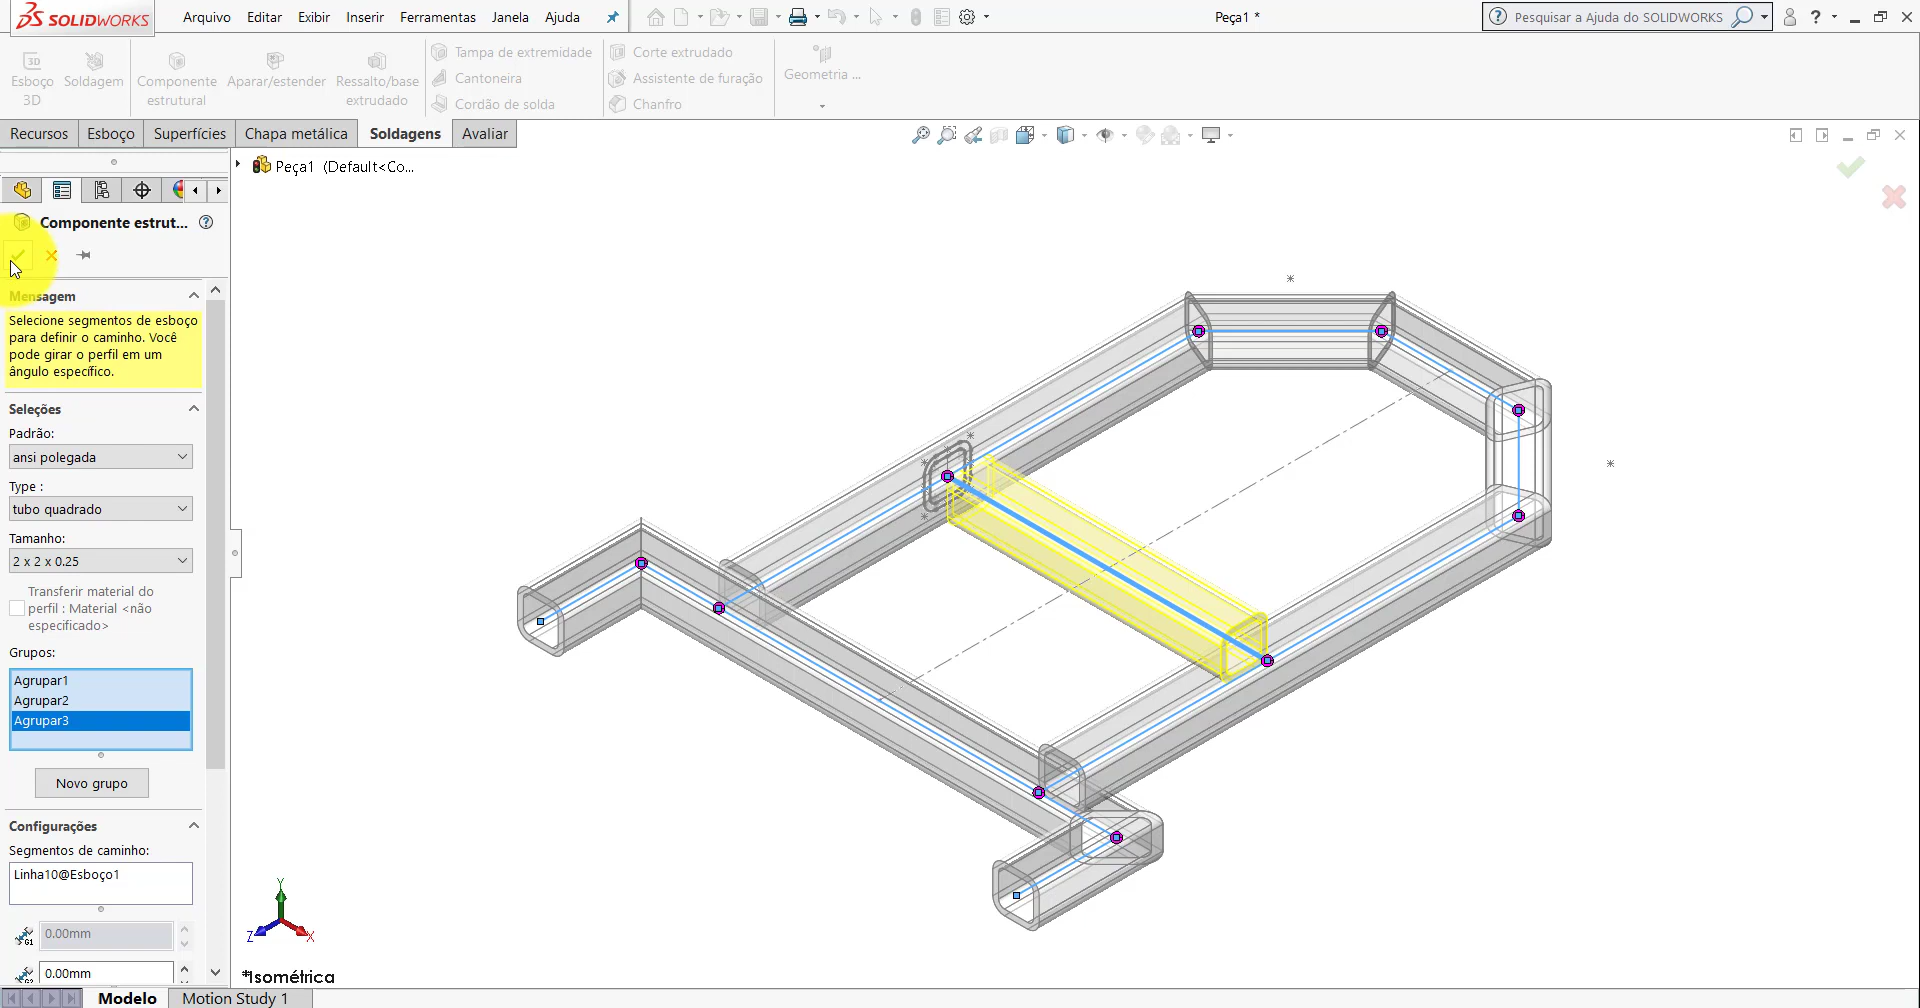 SOLIDWORKS
Arquivo Editar Exibir Inserir Ferramentas Janela Ajuda
Peça1 *
Pesquisar a Ajuda do SOLIDWORKS
?
Esboço
3D
Soldagem
Componente
estrutural
Aparar/estender
Ressalto/base
extrudado
Tampa de extremidade
Cantoneira
Cordão de solda
Corte extrudado
Assistente de furação
Chanfro
Geometria ...
Recursos Esboço Superfícies Chapa metálica Soldagens Avaliar
Peça1 (Default<Co...
Componente estrut...
Mensagem
Selecione segmentos de esboço
para definir o caminho. Você
pode girar o perfil em um
ângulo específico.
Seleções
Padrão:
ansi polegada
Type :
tubo quadrado
Tamanho:
2 x 2 x 0.25
Transferir material do
perfil : Material <não
especificado>
Grupos:
Agrupar1
Agrupar2
Agrupar3
Novo grupo
Configurações
Segmentos de caminho:
Linha10@Esboço1
G1
0.00mm
G2
0.00mm
Y
Z
X
*Isométrica
Modelo Motion Study 1